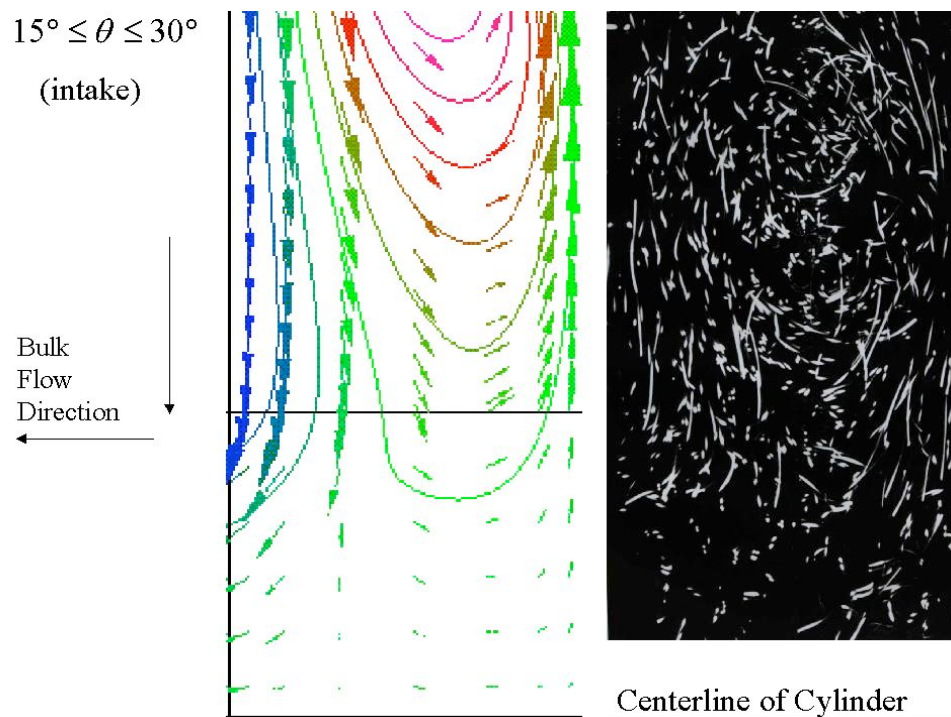 15° ≤ θ ≤ 30°
(intake)
Bulk
Flow
Direction
Centerline of Cylinder